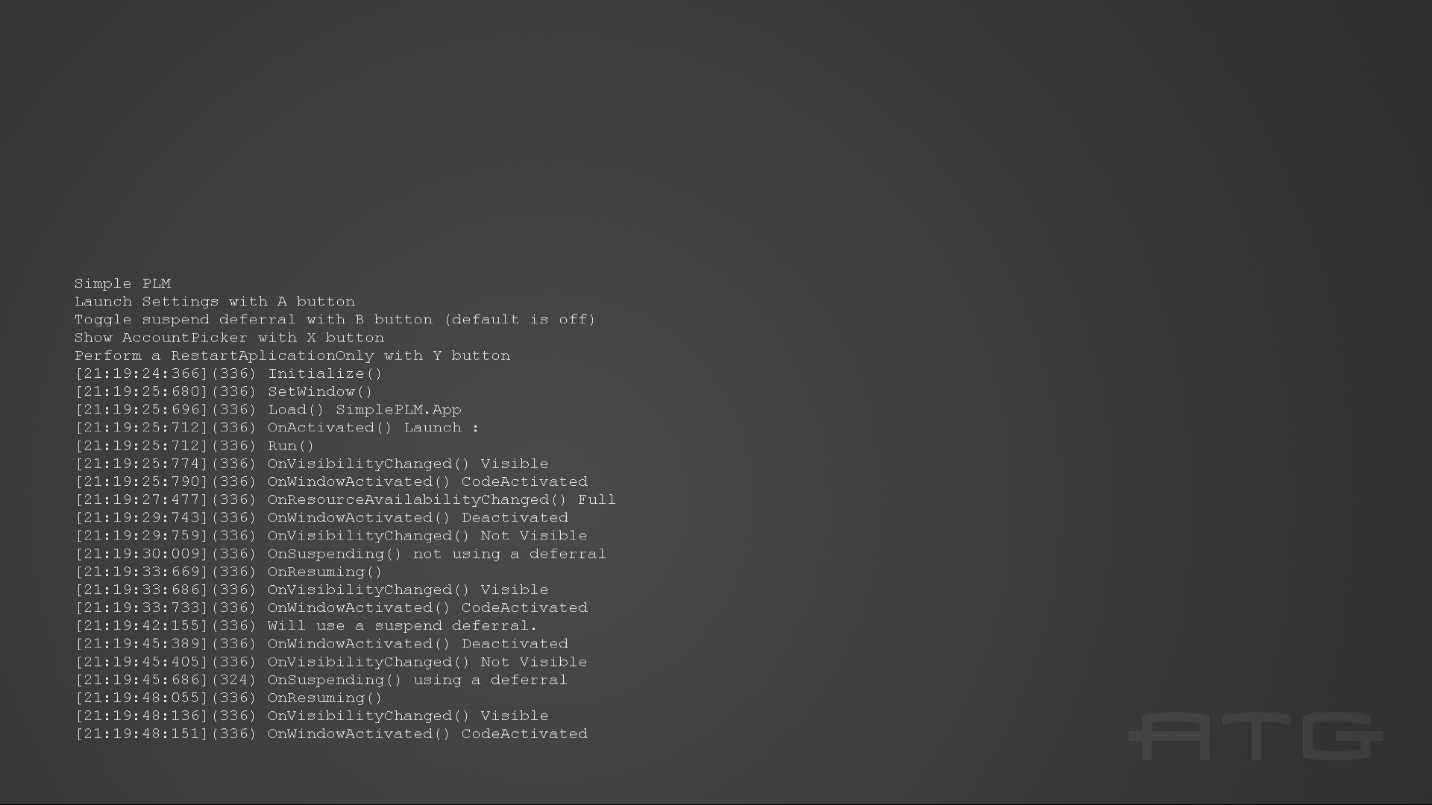 Simple PLM
Launch Settings with A button
Toggle suspend deferral with B button (default is off)
Show AccountPicker with X button
Perform a RestartAplicationOnly with Y button
[21:19:24:366](336) Initialize()
[21:19:25:680](336) SetWindow()
[21:19:25:696](336) Load() SimplePLM.App
[21:19:25:712](336) OnActivated() Launch :
[21:19:25:712](336) Run()
[21:19:25:774](336) OnVisibilityChanged() Visible
[21:19:25:790](336) OnWindowActivated() CodeActivated
[21:19:27:477](336) OnResourceAvailabilityChanged() Full
[21:19:29:743](336) OnWindowActivated() Deactivated
[21:19:29:759](336) OnVisibilityChanged() Not Visible
[21:19:30:009](336) OnSuspending() not using a deferral
[21:19:33:669](336) OnResuming()
[21:19:33:686](336) OnVisibilityChanged() Visible
[21:19:33:733](336) OnWindowActivated() CodeActivated
[21:19:42:155](336) Will use a suspend deferral.
[21:19:45:389](336) OnWindowActivated() Deactivated
[21:19:45:405](336) OnVisibilityChanged() Not Visible
[21:19:45:686](324) OnSuspending() using a deferral
[21:19:48:055](336) OnResuming()
[21:19:48:136](336) OnVisibilityChanged() Visible
[21:19:48:151](336) OnWindowActivated() CodeActivated
ATG